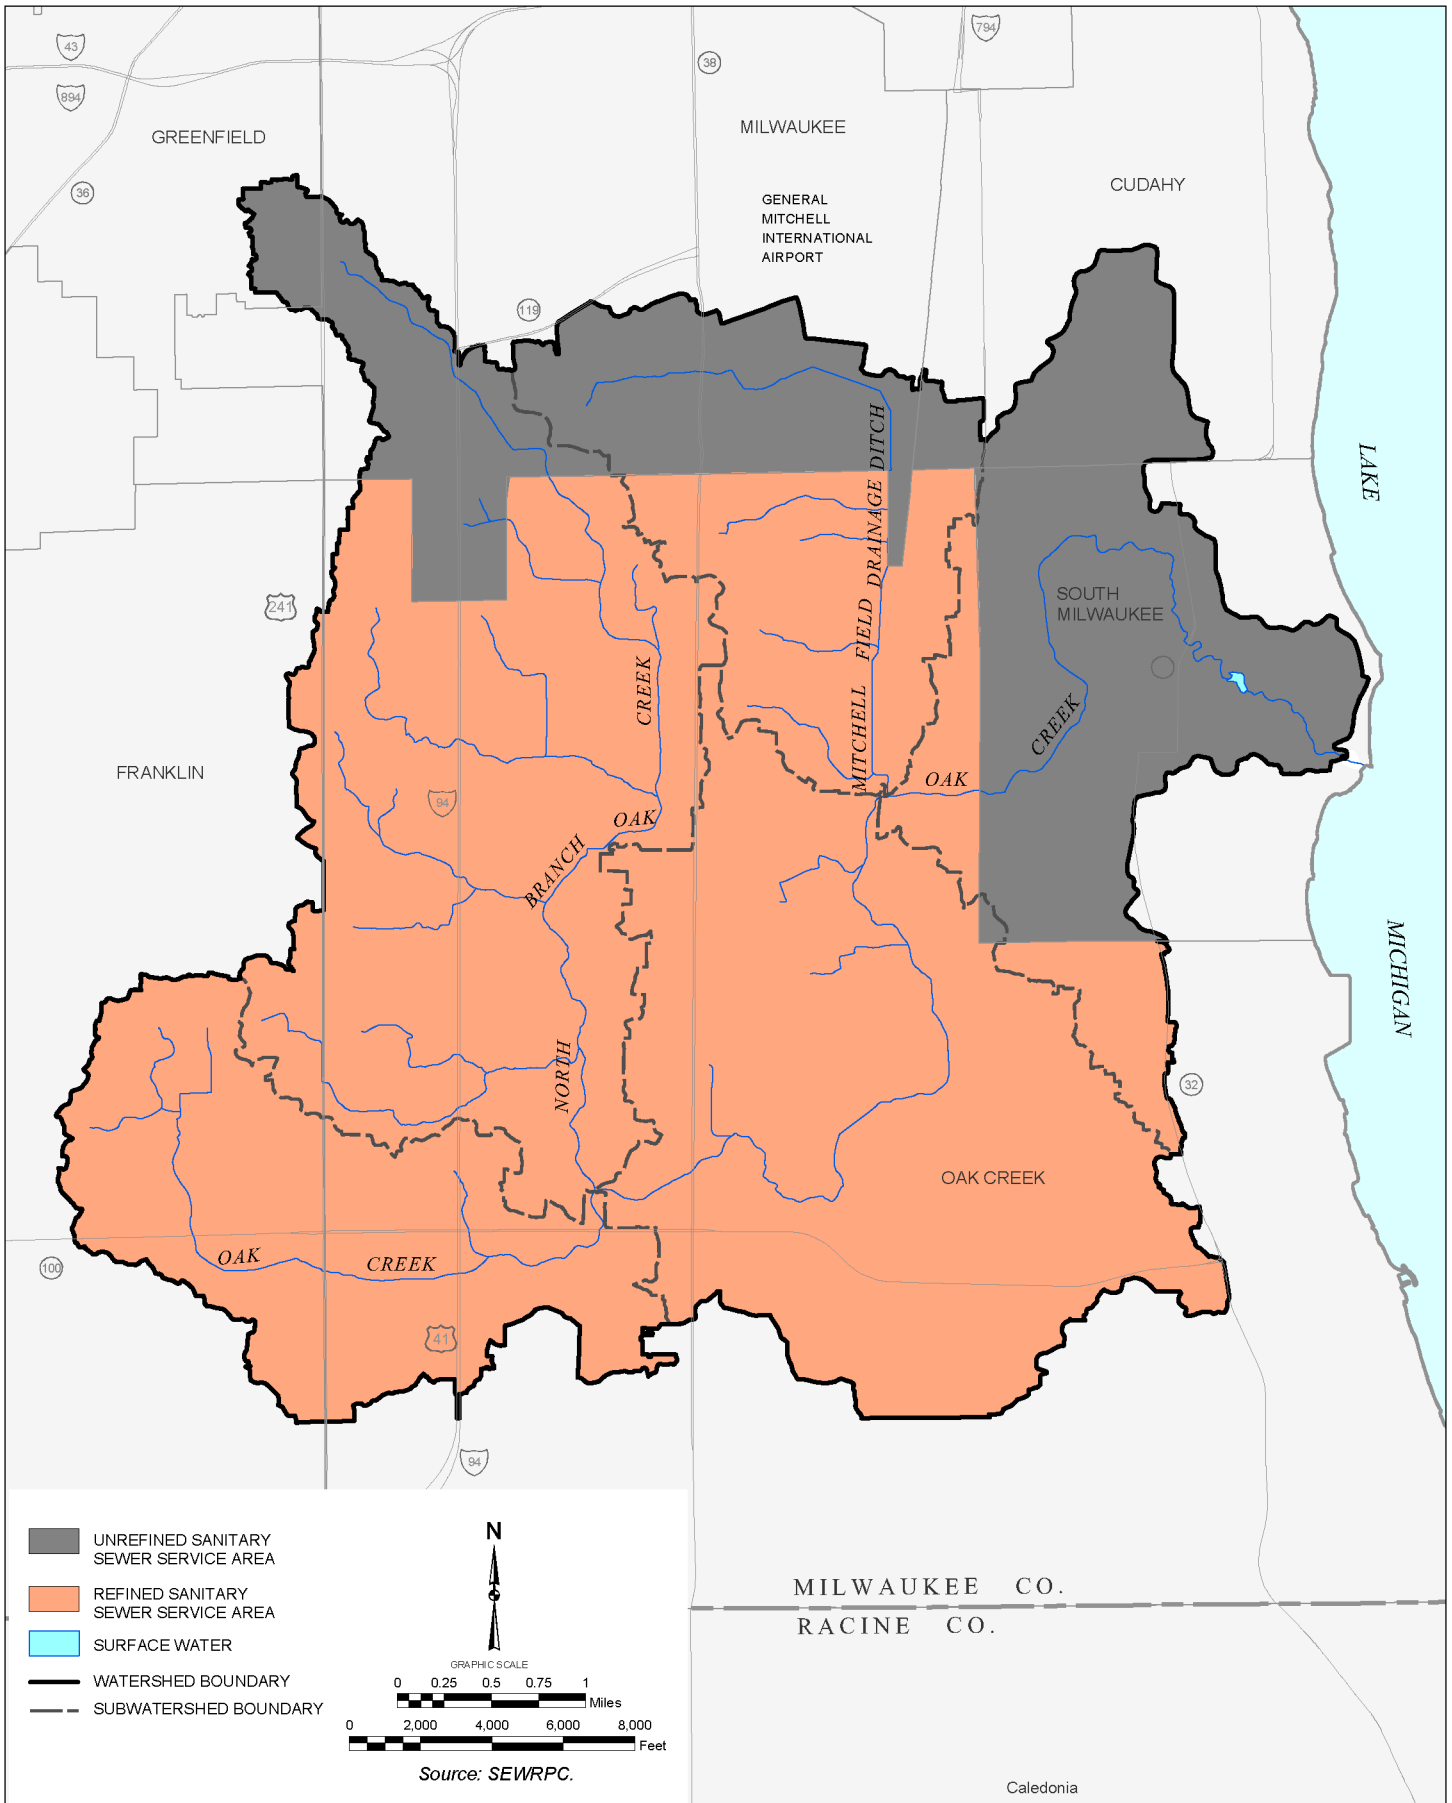 43
894
36
GREENFIELD
38
794
MILWAUKEE
CUDAHY
GENERAL
MITCHELL
INTERNATIONAL
AIRPORT
119
LAKE
MICHIGAN
241
MITCHELL FIELD DRAINAGE DITCH
SOUTH
MILWAUKEE
CREEK
OAK
CREEK
OAK
BRANCH
NORTH
FRANKLIN
94
32
OAK CREEK
100
OAK CREEK
41
94
UNREFINED SANITARY
SEWER SERVICE AREA
REFINED SANITARY
SEWER SERVICE AREA
SURFACE WATER
WATERSHED BOUNDARY
SUBWATERSHED BOUNDARY
N
GRAPHIC SCALE
0 0.25 0.5 0.75 1
Miles
0 2,000 4,000 6,000 8,000
Feet
Source: SEWRPC.
MILWAUKEE CO.
RACINE CO.
Caledonia